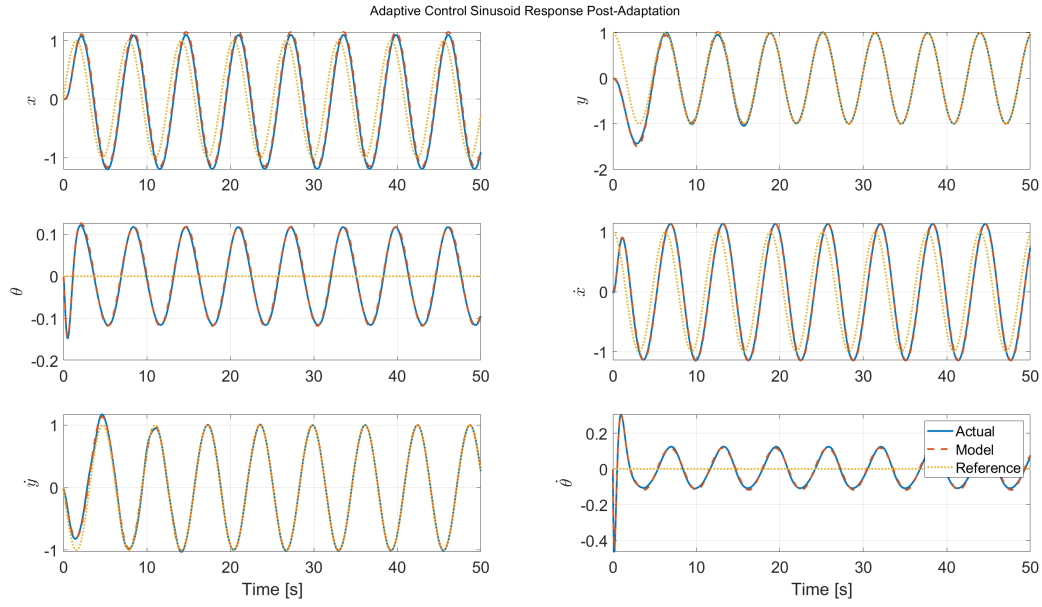 Adaptive Control Sinusoid Response Post-Adaptation
1
0
-1
x
0 10 20 30 40 50
1
0
-1
-2
y
0 10 20 30 40 50
0.1
0
-0.1
-0.2
θ
0 10 20 30 40 50
1
0
-1
ẋ
0 10 20 30 40 50
1
0
-1
ẏ
0 10 20 30 40 50
Time [s]
0.2
0
-0.2
-0.4
θ̇
Actual
Model
Reference
0 10 20 30 40 50
Time [s]